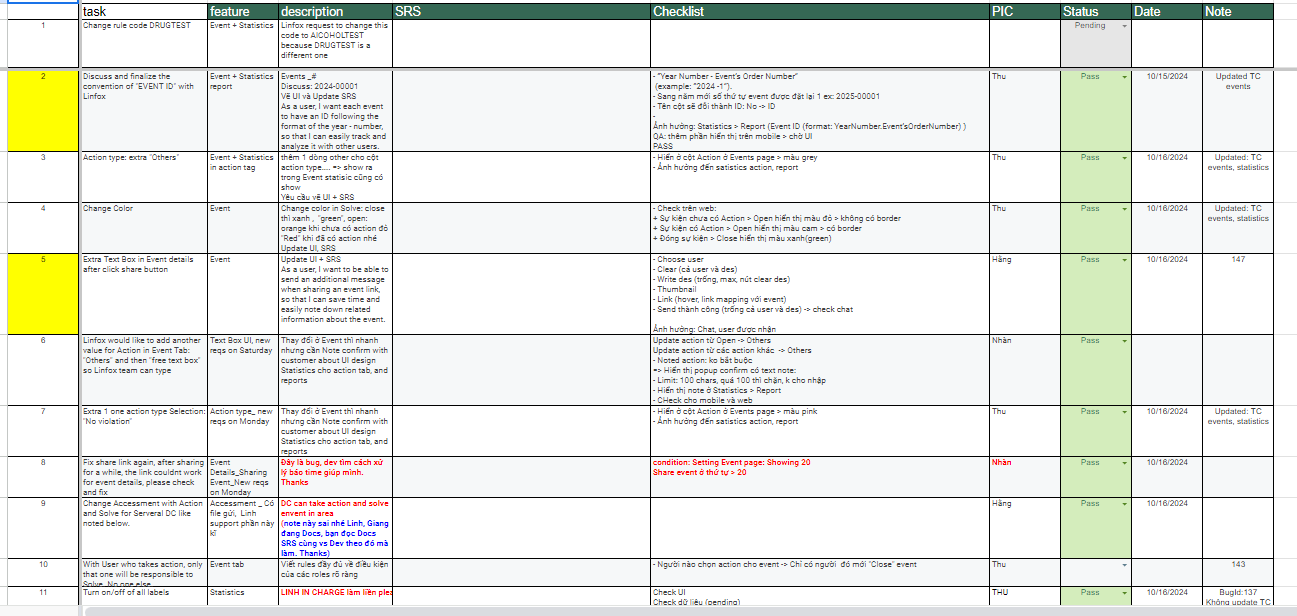 task feature description SRS Checklist PIC Status Date Note
1 Change rule code DRUGTEST Event + Statistics Linfox request to change this Pending
code to AlCOHOLTEST
because DRUGTEST is a
different one
2 Discuss and finalize the Event + Statistics Events _# - "Year Number - Event's Order Number" Thu Pass 10/15/2024 Updated TC
convention of "EVENT ID" with report Discuss: 2024-00001 (example: "2024 -1"). events
Linfox Vẽ UI và Update SRS - Sang năm mới số thứ tự event được đặt lại 1 ex: 2025-00001
As a user, I want each event - Tên cột sẽ đổi thành ID: No -> ID
to have an ID following the -
format of the year - number, Ảnh hưởng: Statistics > Report (Event ID (format: YearNumber.Event'sOrderNumber) )
so that I can easily track and QA: thêm phần hiển thị trên mobile > chờ UI
analyze it with other users. PASS
3 Action type: extra "Others" Event + Statistics thêm 1 dòng other cho cột - Hiển ở cột Action ở Events page > màu grey Thu Pass 10/16/2024 Updated: TC
in action tag action type.... => show ra - Ảnh hưởng đến satistics action, report events, statistics
trong Event statisic cũng có
show
Yêu cầu vẽ UI + SRS
4 Change Color Event Change color in Solve: close - Check trên web: Thu Pass 10/16/2024 Updated: TC
thì xanh , "green", open: + Sự kiện chưa có Action > Open hiển thị màu đỏ > không có border events, statistics
orange khi chưa có action đỏ + Sự kiện có Action > Open hiển thị màu cam > có border
"Red" khi đã có action nhé + Đóng sự kiện > Close hiển thị màu xanh(green)
Update UI, SRS
5 Extra Text Box in Event details Event Update UI + SRS - Choose user Hằng Pass 10/16/2024 147
after click share button As a user, I want to be able to - Clear (cả user và des)
send an additional message - Write des (trống, max, nút clear des)
when sharing an event link, - Thumbnail
so that I can save time and - Link (hover, link mapping với event)
easily note down related - Send thành công (trống cả user và des) -> check chat
information about the event.
Ảnh hưởng: Chat, user được nhận
6 Linfox would like to add another Text Box UI, new Thay đổi ở Event thì nhanh Update action từ Open -> Others Nhàn Pass
value for Action in Event Tab: reqs on Saturday nhưng cần Note confirm with Update action từ các action khác -> Others
"Others" and then "free text box" customer about UI design - Noted action: ko bắt buộc
so Linfox team can type Statistics cho action tab, and => Hiển thị popup confirm có text note:
reports - Limit: 100 chars, quá 100 thì chặn, k cho nhập
- Hiển thị note ở Statistics > Report
- CHeck cho mobile và web
7 Extra 1 one action type Selection: Action type_ new Thay đổi ở Event thì nhanh - Hiển ở cột Action ở Events page > màu pink Thu Pass 10/16/2024 Updated: TC
"No violation" reqs on Monday nhưng cần Note confirm with - Ảnh hưởng đến satistics action, report events, statistics
customer about UI design
Statistics cho action tab, and
reports
8 Fix share link again, after sharing Event Đây là bug, dev tìm cách xử condition: Setting Event page: Showing 20 Nhàn Pass 10/16/2024
for a while, the link couldnt work Details_Sharing lý báo time giúp mình. Share event ở thứ tự > 20
for event details, please check Event_New reqs Thanks
and fix on Monday
9 Change Accessment with Action Accessment _ Có DC can take action and solve Hằng Pass 10/16/2024
and Solve for Serveral DC like file gửi, Linh envent in area
noted below. support phần này (note này sai nhé Linh, Giang
kĩ đang Docs, bạn đọc Docs
SRS cùng vs Dev theo đó mà
làm. Thanks)
10 With User who takes action, only Event tab Viết rules đầy đủ về điều kiện - Người nào chọn action cho event -> Chỉ có người đó mới "Close" event Thu 143
that one will be responsible to của các roles rõ ràng
Solve. No one else
11 Turn on/off of all labels Statistics LINH IN CHARGE làm liền Check UI THU Pass 10/16/2024 BugId:137
Check dữ liệu (pending) Không update TC